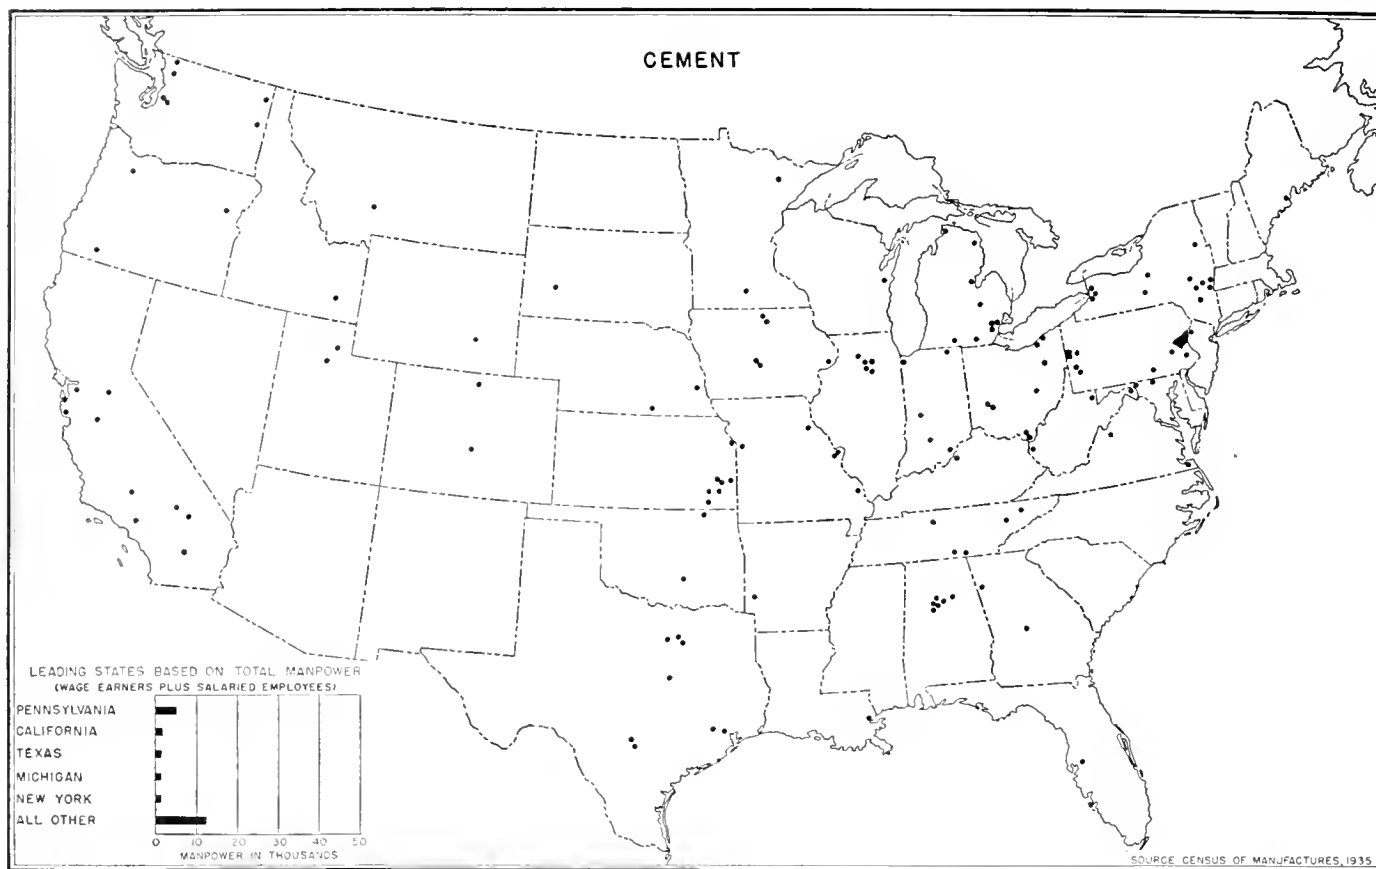 CEMENT
LEADING STATES BASED ON TOTAL MANPOWER
(WAGE EARNERS PLUS SALARIED EMPLOYEES)
PENNSYLVANIA
CALIFORNIA
TEXAS
MICHIGAN
NEW YORK
ALL OTHER
0 10 20 30 40 50
MANPOWER IN THOUSANDS
SOURCE CENSUS OF MANUFACTURES, 1935